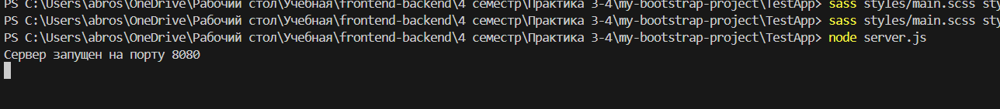 PS C:\Users\abros\OneDrive\Рабочий стол\Учебная\frontend-backend\4 семестр\Практика 3-4\my-bootstrap-project\TestApp> sass styles/main.scss sty
PS C:\Users\abros\OneDrive\Рабочий стол\Учебная\frontend-backend\4 семестр\Практика 3-4\my-bootstrap-project\TestApp> sass styles/main.scss sty
PS C:\Users\abros\OneDrive\Рабочий стол\Учебная\frontend-backend\4 семестр\Практика 3-4\my-bootstrap-project\TestApp> node server.js
Сервер запущен на порту 8080